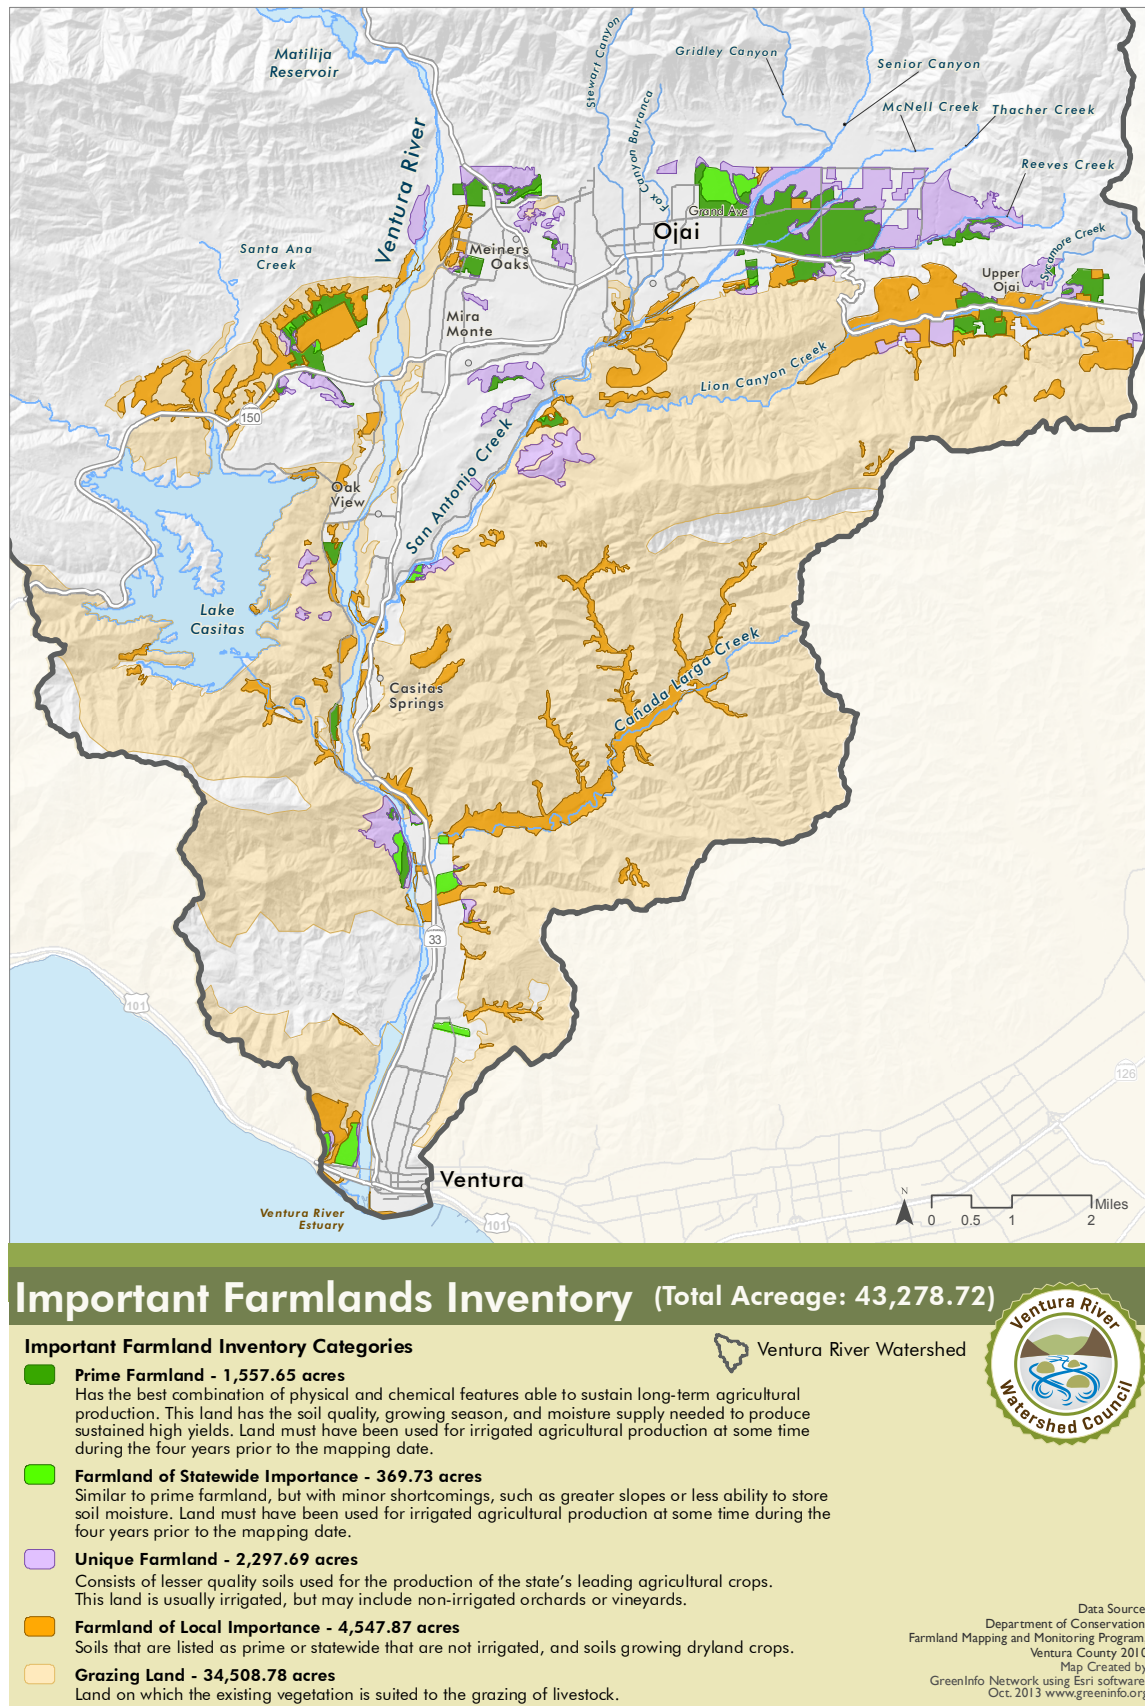 Matilija
Reservoir
Ventura River
Stewart Canyon
Fox Canyon Barranca
Gridley Canyon
Senior Canyon
McNell Creek
Thacher Creek
Reeves Creek
Grand Ave
Ojai
Sycamore Creek
Santa Ana
Creek
Meiners
Oaks
Upper
Ojai
Mira
Monte
Lion Canyon Creek
150
San Antonio Creek
Oak
View
Lake
Casitas
Cañada Larga Creek
Casitas
Springs
33
101
126
Ventura
Ventura River
Estuary
101
N
0 0.5 1 2
Miles
Important Farmlands Inventory (Total Acreage: 43,278.72)
Ventura River
Watershed Council
Important Farmland Inventory Categories
Ventura River Watershed
Prime Farmland - 1,557.65 acres
Has the best combination of physical and chemical features able to sustain long-term agricultural
production. This land has the soil quality, growing season, and moisture supply needed to produce
sustained high yields. Land must have been used for irrigated agricultural production at some time
during the four years prior to the mapping date.
Farmland of Statewide Importance - 369.73 acres
Similar to prime farmland, but with minor shortcomings, such as greater slopes or less ability to store
soil moisture. Land must have been used for irrigated agricultural production at some time during the
four years prior to the mapping date.
Unique Farmland - 2,297.69 acres
Consists of lesser quality soils used for the production of the state's leading agricultural crops.
This land is usually irrigated, but may include non-irrigated orchards or vineyards.
Farmland of Local Importance - 4,547.87 acres
Soils that are listed as prime or statewide that are not irrigated, and soils growing dryland crops.
Grazing Land - 34,508.78 acres
Land on which the existing vegetation is suited to the grazing of livestock.
Data Source
Department of Conservation
Farmland Mapping and Monitoring Program
Ventura County 2010
Map Created by
GreenInfo Network using Esri software
Oct. 2013 www.greeninfo.org